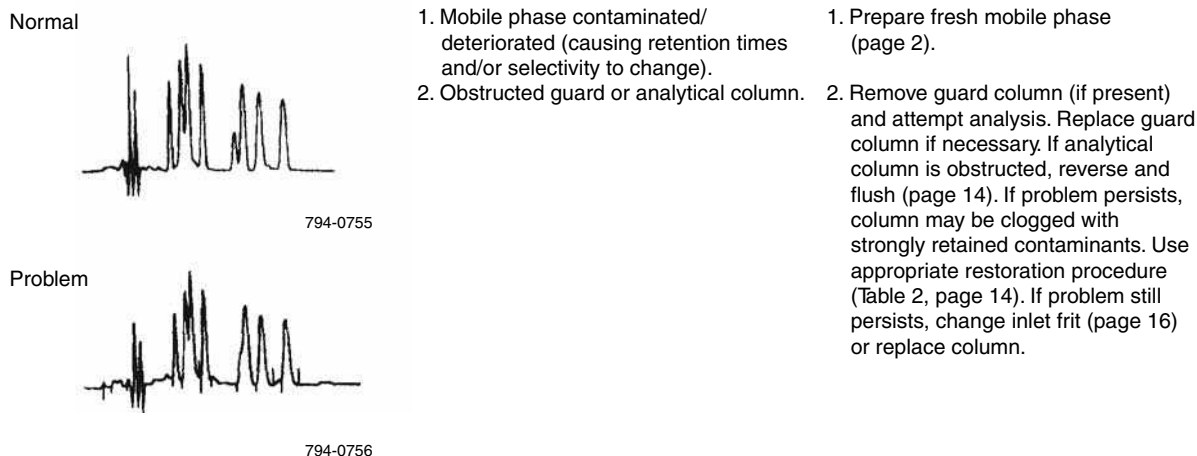 Normal
794-0755
Problem
794-0756
1. Mobile phase contaminated/
deteriorated (causing retention times
and/or selectivity to change).
2. Obstructed guard or analytical column.
1. Prepare fresh mobile phase
(page 2).
2. Remove guard column (if present)
and attempt analysis. Replace guard
column if necessary. If analytical
column is obstructed, reverse and
flush (page 14). If problem persists,
column may be clogged with
strongly retained contaminants. Use
appropriate restoration procedure
(Table 2, page 14). If problem still
persists, change inlet frit (page 16)
or replace column.